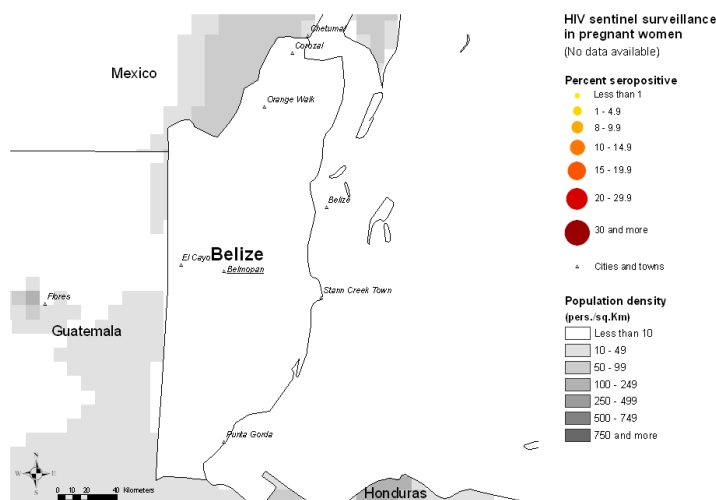 HIV sentinel surveillance
in pregnant women
(No data available)
Percent seropositive
Less than 1
1 - 4.9
8 - 9.9
10 - 14.9
15 - 19.9
20 - 29.9
30 and more
Cities and towns
Population density
(pers./sq.Km)
Less than 10
10 - 49
50 - 99
100 - 249
250 - 499
500 - 749
750 and more
Chetumal
Corozal
Mexico
Orange Walk
Belize
Belize
El Cayo
Belmopan
Stann Creek Town
Flores
Guatemala
Punta Gorda
Honduras
N
W E
S
0 10 20 40 Kilometers